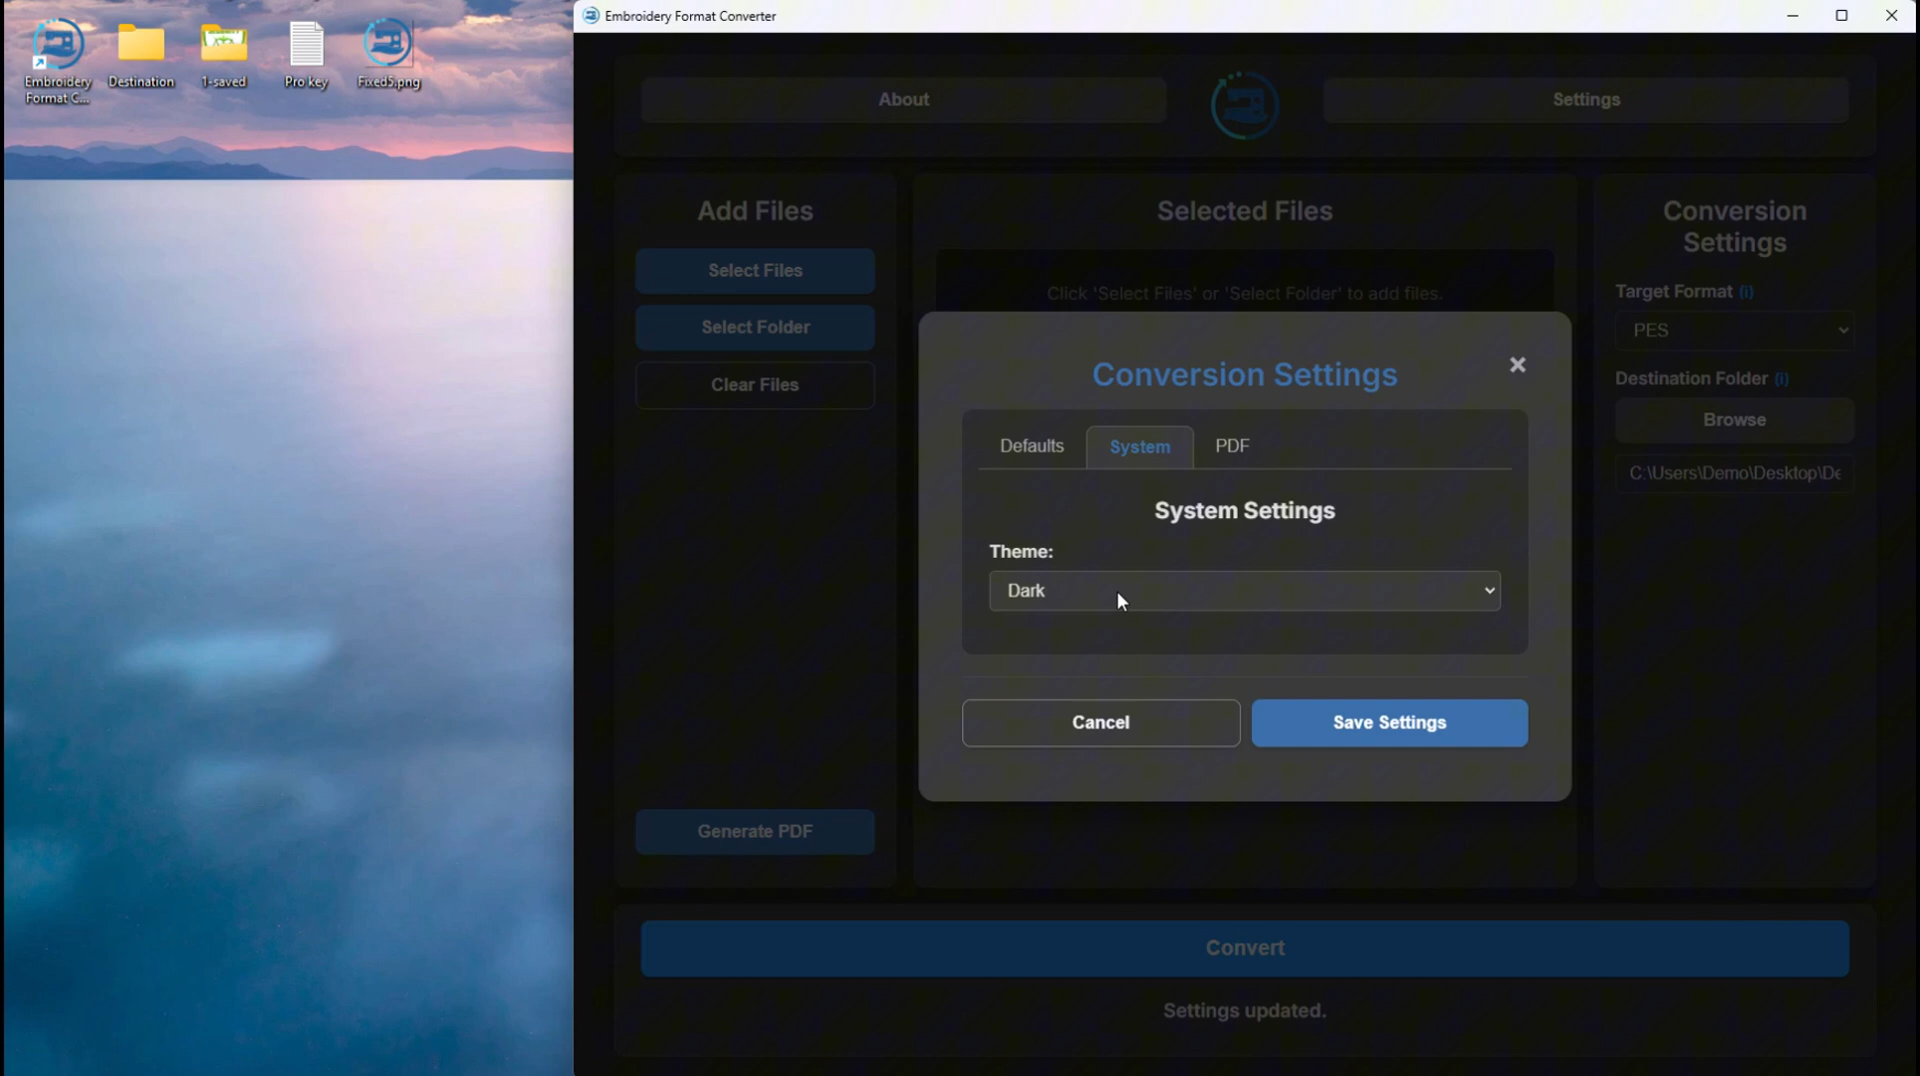 Embroidery Format C...
Destination
1-saved
Pro key
Fixed5.png
Embroidery Format Converter
About
Settings
Add Files
Select Files
Select Folder
Clear Files
Generate PDF
Selected Files
Click 'Select Files' or 'Select Folder' to add files.
Conversion Settings
Defaults
System
PDF
System Settings
Theme:
Dark
Cancel
Save Settings
Conversion
Settings
Target Format (i)
PES
Destination Folder (i)
Browse
C:\Users\Demo\Desktop\De
Convert
Settings updated.